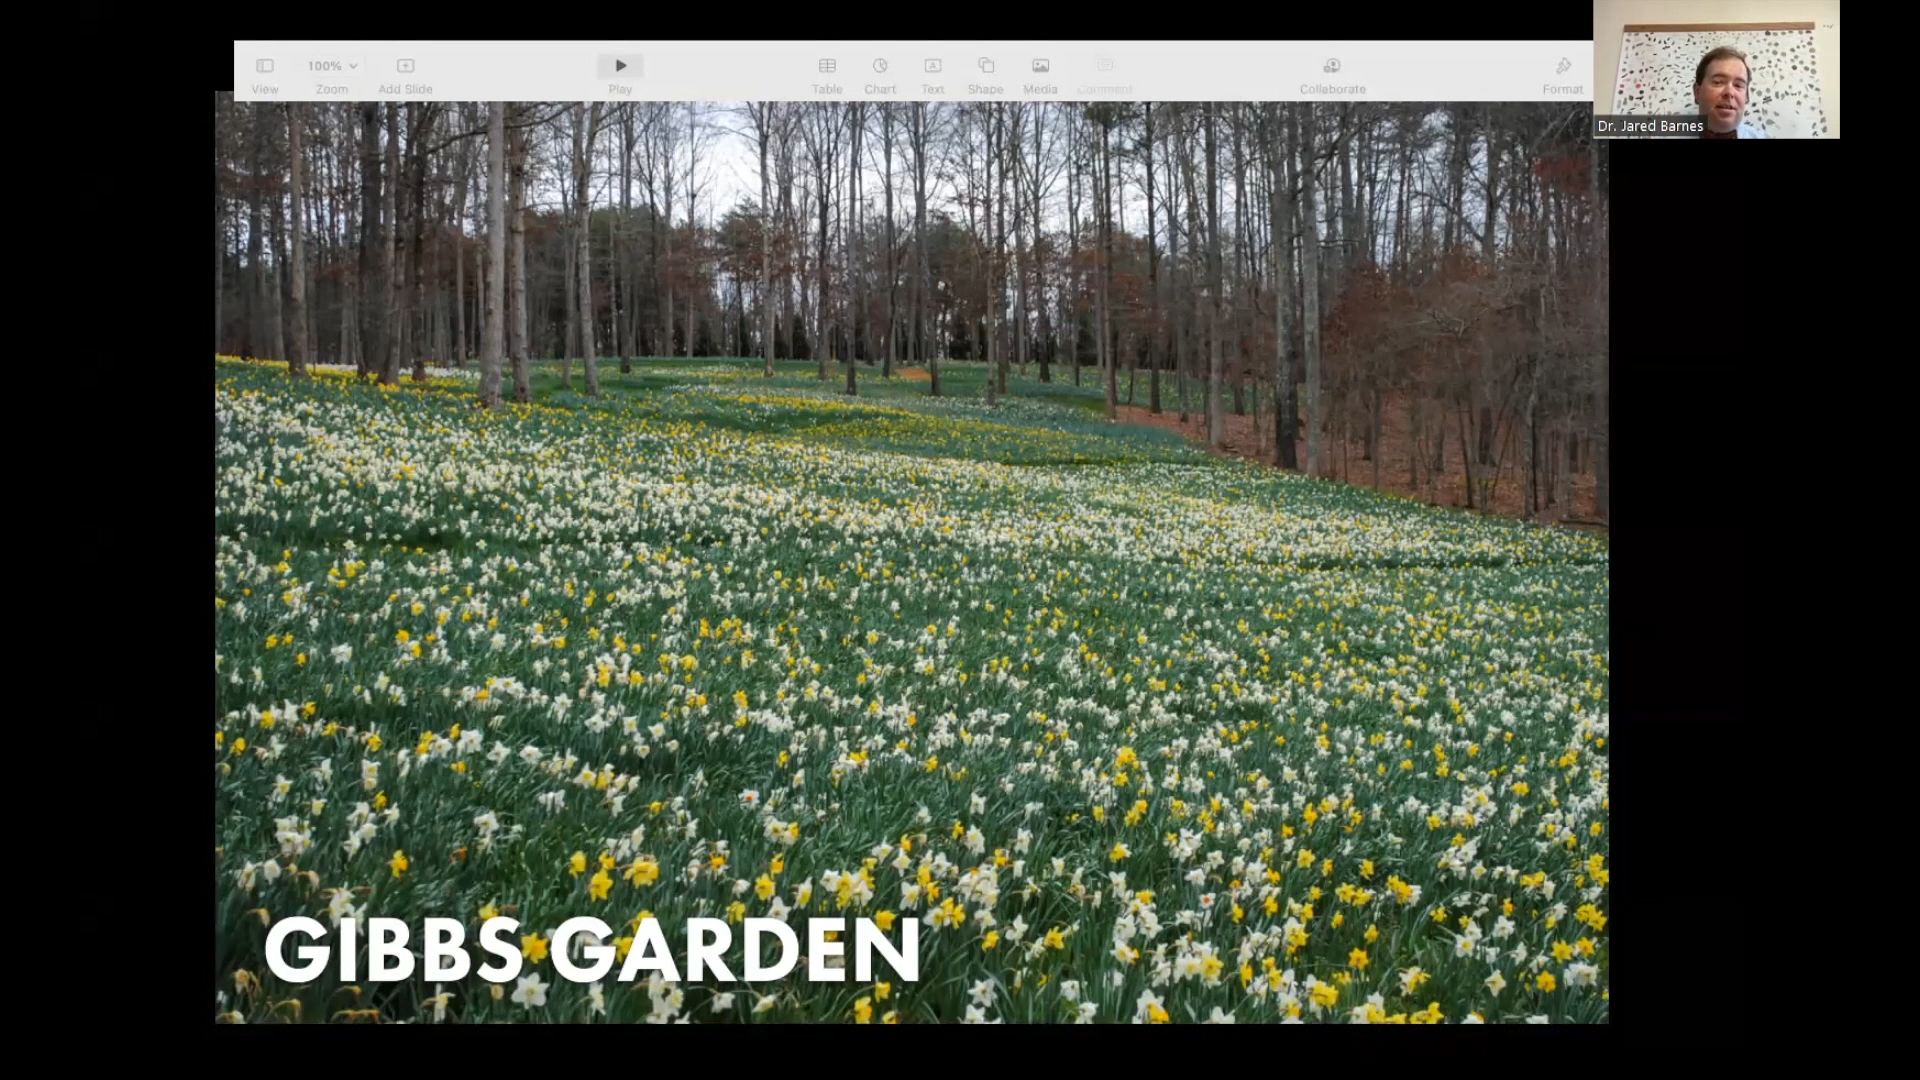 100%
View Zoom Add Slide Play Table Chart Text Shape Media Comment Collaborate Format
Dr. Jared Barnes
GIBBS GARDEN